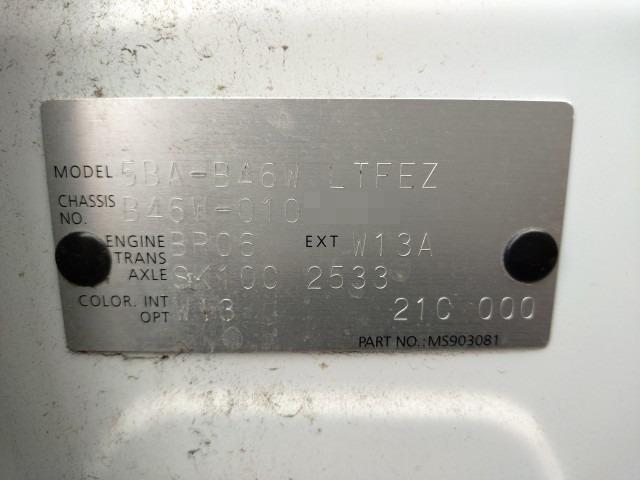 MODEL 5BA-B46W LTFEZ
CHASSIS NO. B46W-010
ENGINE BR06 EXT W13A
TRANS AXLE SK10C 2533
COLOR. INT OPT W13 21C 000
PART NO.:MS903081